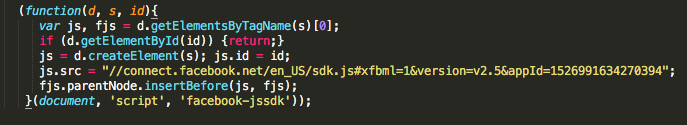 (function(d, s, id){
var js, fjs = d.getElementsByTagName(s)[0];
if (d.getElementById(id)) {return;}
js = d.createElement(s); js.id = id;
js.src = "//connect.facebook.net/en_US/sdk.js#xfbml=1&version=v2.5&appId=1526991634270394";
fjs.parentNode.insertBefore(js, fjs);
}(document, 'script', 'facebook-jssdk'));